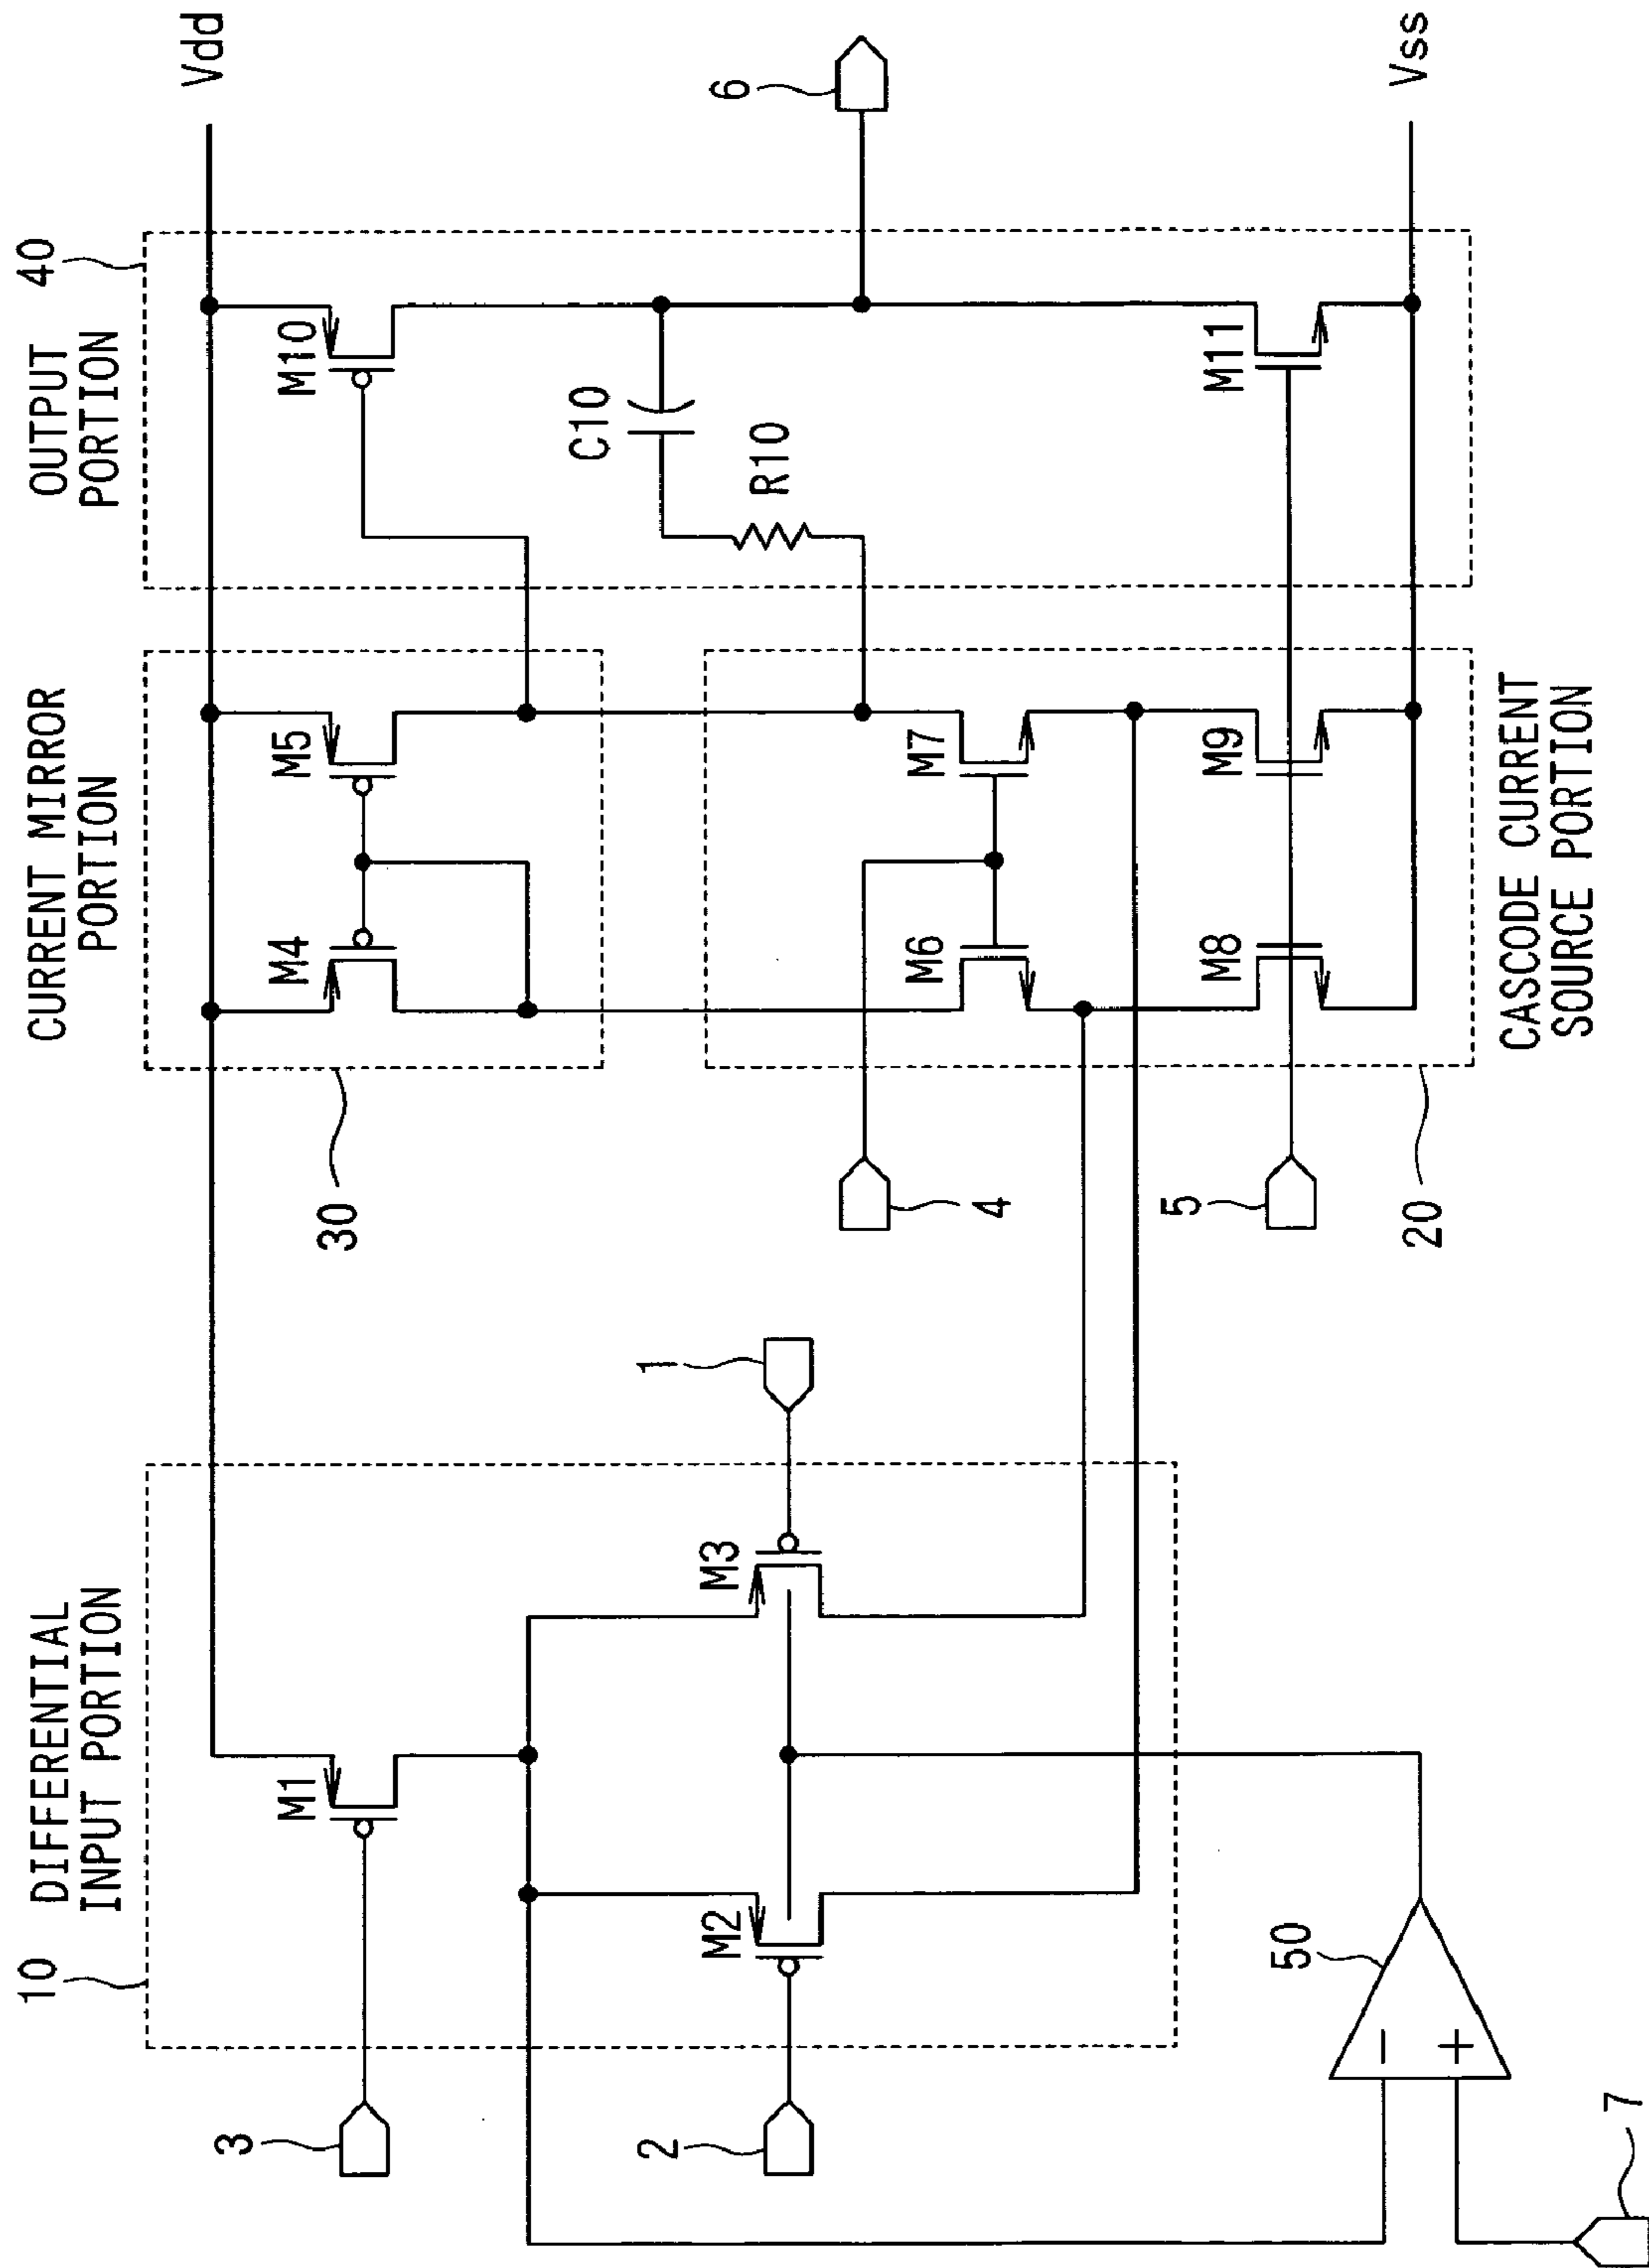 DIFFERENTIAL
INPUT PORTION
10
CURRENT MIRROR
PORTION
OUTPUT
PORTION
40
Vdd
M1
M4
M5
M10
3
30
6
C10
R10
2
M2
M3
1
4
M6
M7
5
M8
M9
M11
Vss
50
−
+
20
CASCODE CURRENT
SOURCE PORTION
7